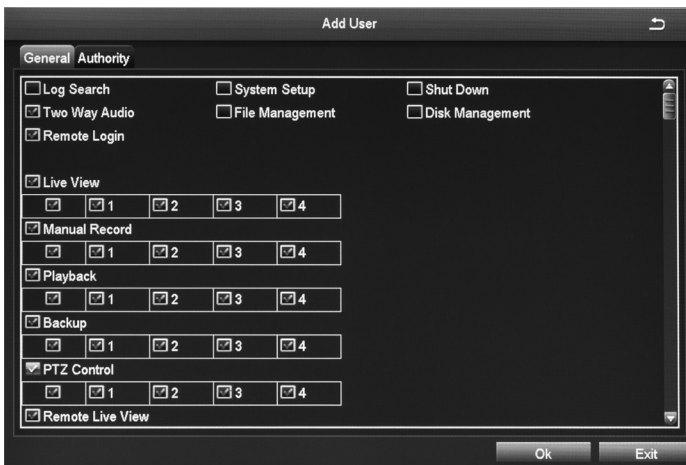 Add User
General Authority
Log Search System Setup Shut Down
Two Way Audio File Management Disk Management
Remote Login
Live View
1 2 3 4
Manual Record
1 2 3 4
Playback
1 2 3 4
Backup
1 2 3 4
PTZ Control
1 2 3 4
Remote Live View
Ok Exit